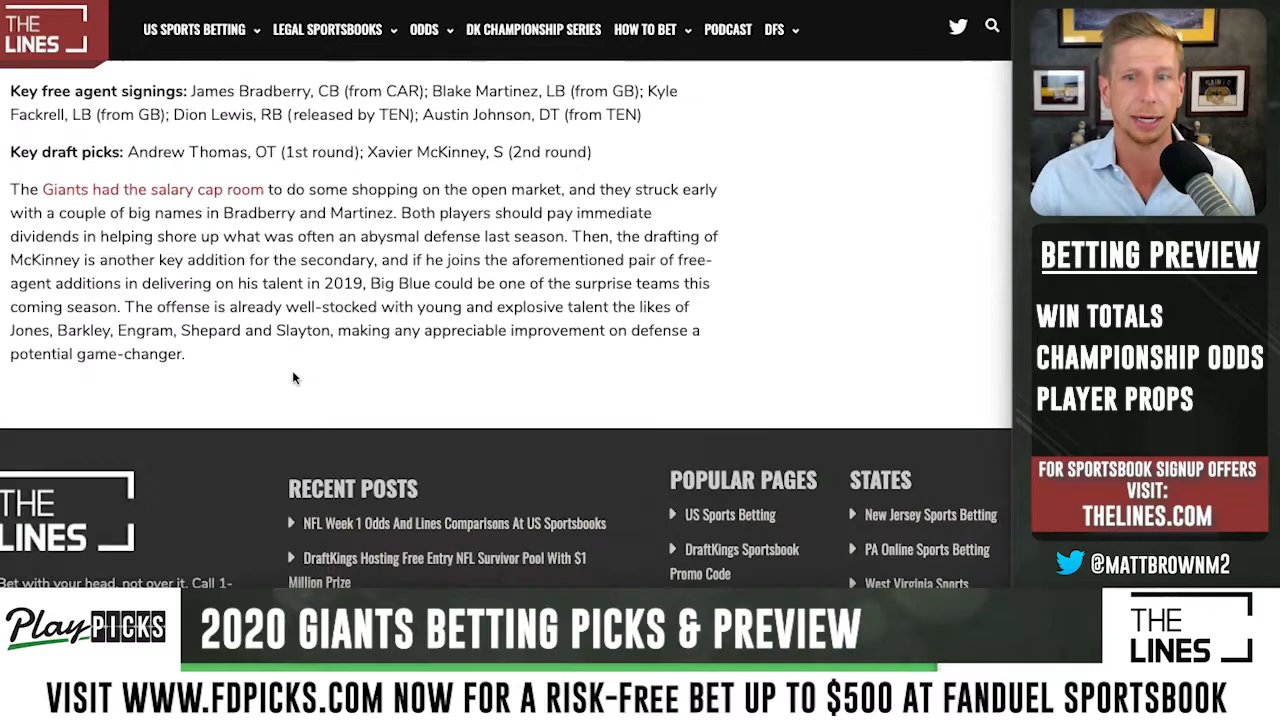 THE
LINES
US SPORTS BETTING LEGAL SPORTSBOOKS ODDS DK CHAMPIONSHIP SERIES HOW TO BET PODCAST DFS
Key free agent signings: James Bradberry, CB (from CAR); Blake Martinez, LB (from GB); Kyle
Fackrell, LB (from GB); Dion Lewis, RB (released by TEN); Austin Johnson, DT (from TEN)
Key draft picks: Andrew Thomas, OT (1st round); Xavier McKinney, S (2nd round)
The Giants had the salary cap room to do some shopping on the open market, and they struck early
with a couple of big names in Bradberry and Martinez. Both players should pay immediate
dividends in helping shore up what was often an abysmal defense last season. Then, the drafting of
McKinney is another key addition for the secondary, and if he joins the aforementioned pair of free-
agent additions in delivering on his talent in 2019, Big Blue could be one of the surprise teams this
coming season. The offense is already well-stocked with young and explosive talent the likes of
Jones, Barkley, Engram, Shepard and Slayton, making any appreciable improvement on defense a
potential game-changer.
THE
LINES
Bet with your head, not over it. Call 1-
RECENT POSTS
NFL Week 1 Odds And Lines Comparisons At US Sportsbooks
DraftKings Hosting Free Entry NFL Survivor Pool With $1
Million Prize
POPULAR PAGES
US Sports Betting
DraftKings Sportsbook
Promo Code
STATES
New Jersey Sports Betting
PA Online Sports Betting
West Virginia Sports
BETTING PREVIEW
WIN TOTALS
CHAMPIONSHIP ODDS
PLAYER PROPS
FOR SPORTSBOOK SIGNUP OFFERS
VISIT:
THELINES.COM
@MATTBROWNM2
PlayPICKS
2020 GIANTS BETTING PICKS & PREVIEW
THE
LINES
VISIT WWW.FDPICKS.COM NOW FOR A RISK-FREE BET UP TO $500 AT FANDUEL SPORTSBOOK